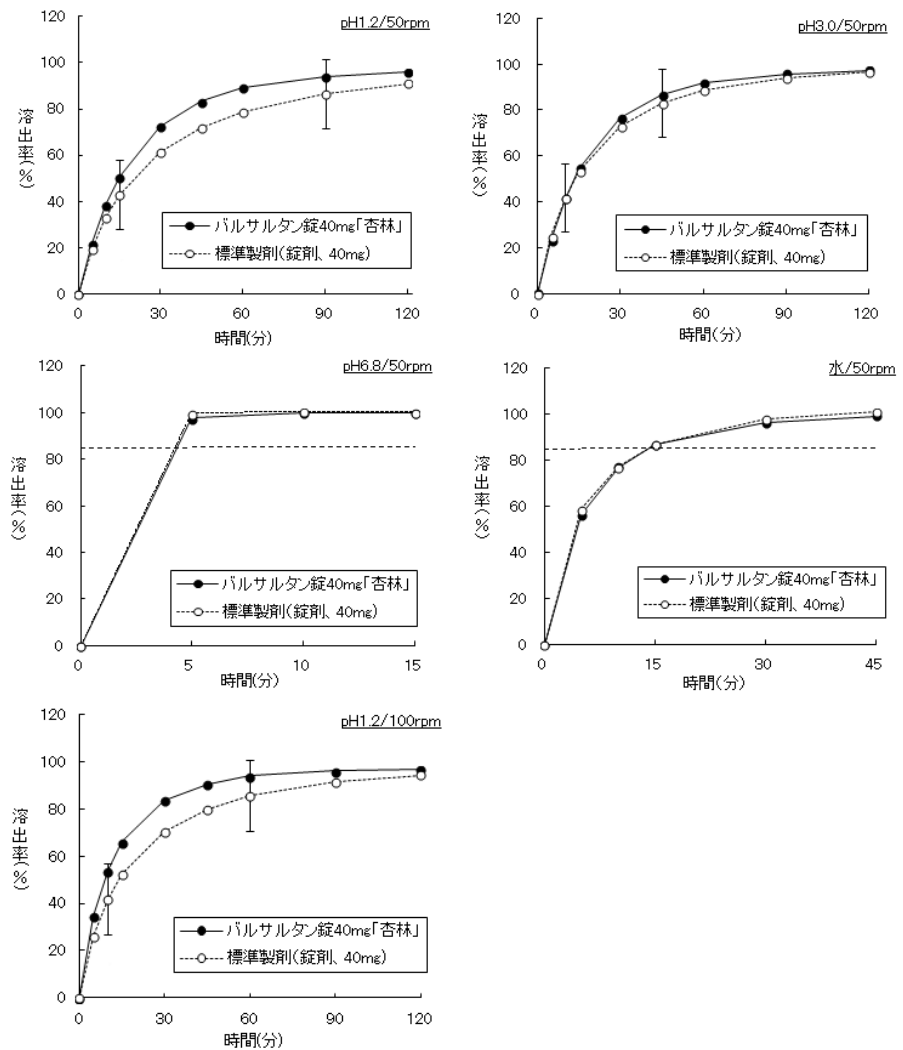 pH1.2/50rpm
120
100
80
60
40
20
0
溶出率(%)
バルサルタン錠40mg「杏林」
標準製剤(錠剤、40mg)
0 30 60 90 120
時間(分)
pH3.0/50rpm
120
100
80
60
40
20
0
溶出率(%)
バルサルタン錠40mg「杏林」
標準製剤(錠剤、40mg)
0 30 60 90 120
時間(分)
pH6.8/50rpm
120
100
80
60
40
20
0
溶出率(%)
バルサルタン錠40mg「杏林」
標準製剤(錠剤、40mg)
0 5 10 15
時間(分)
水/50rpm
120
100
80
60
40
20
0
溶出率(%)
バルサルタン錠40mg「杏林」
標準製剤(錠剤、40mg)
0 15 30 45
時間(分)
pH1.2/100rpm
120
100
80
60
40
20
0
溶出率(%)
バルサルタン錠40mg「杏林」
標準製剤(錠剤、40mg)
0 30 60 90 120
時間(分)